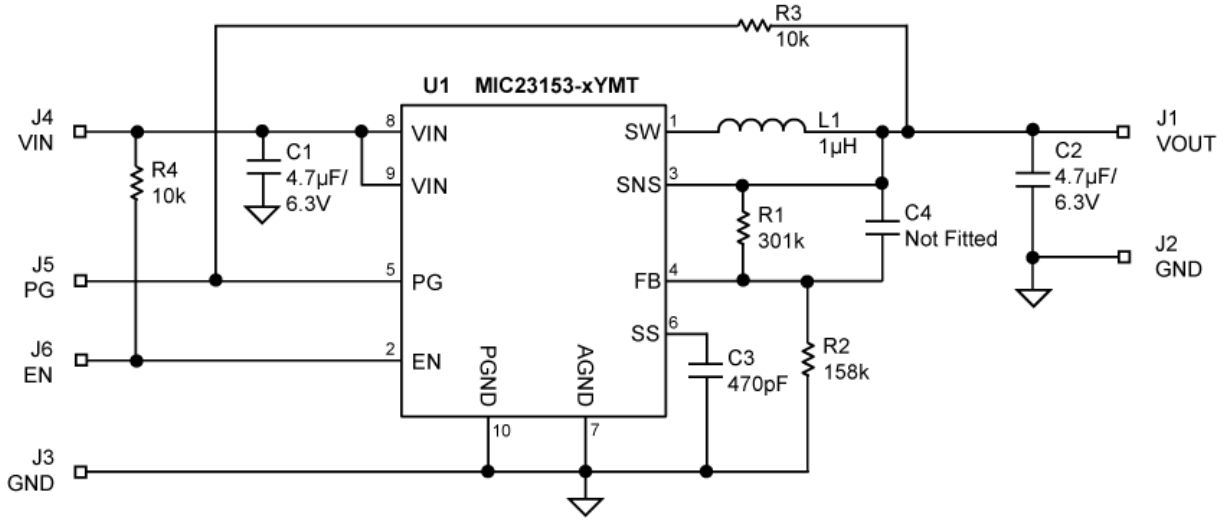 R3
10k
U1 MIC23153-xYMT
J4
VIN
8
VIN
SW
1
L1
1µH
J1
VOUT
R4
10k
C1
4.7µF/
6.3V
9
VIN
SNS
3
R1
301k
C4
Not Fitted
C2
4.7µF/
6.3V
J2
GND
J5
PG
5
PG
FB
4
SS
6
J6
EN
2
EN
PGND
AGND
C3
470pF
R2
158k
10
7
J3
GND